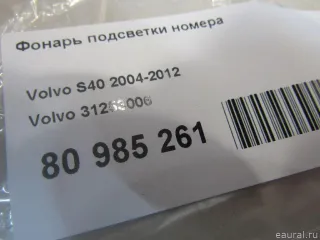 Фонарь подсветки номера
Volvo S40 2004-2012
Volvo
80 985 261
eaural.ru